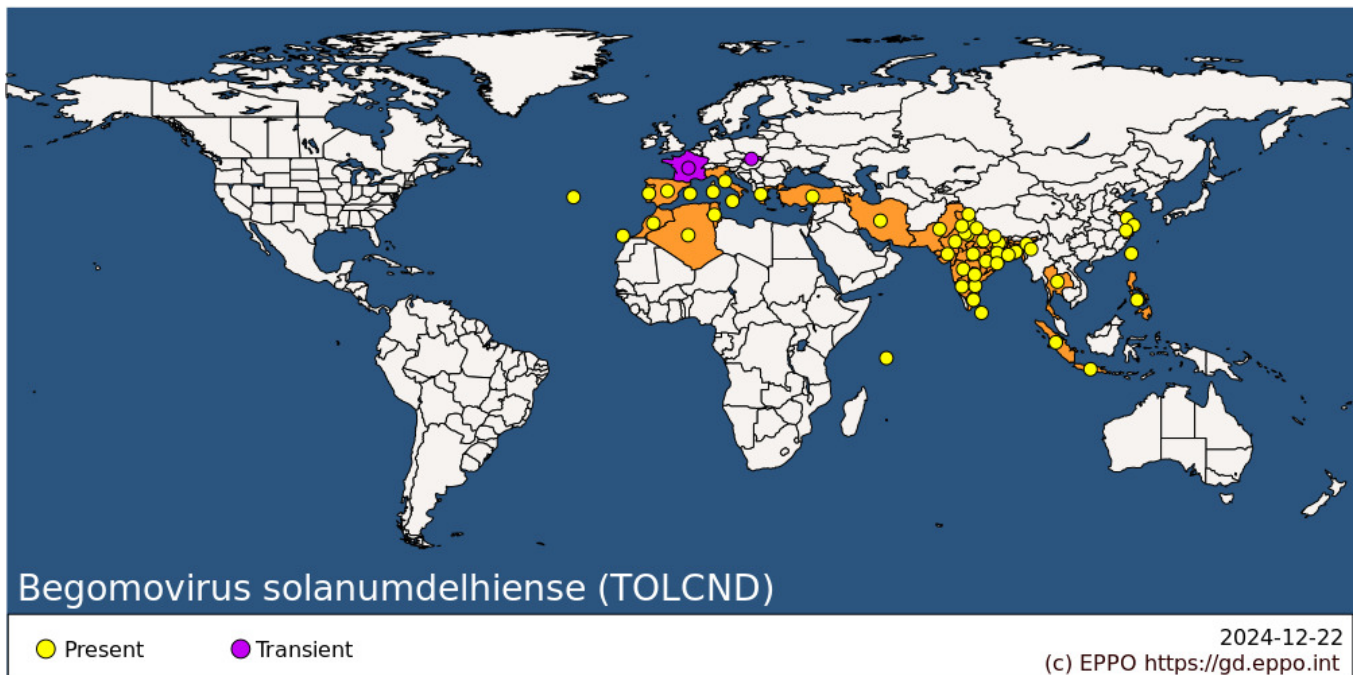 Begomovirus solanumdelhiense (TOLCND)
Present
Transient
2024-12-22
(c) EPPO https://gd.eppo.int